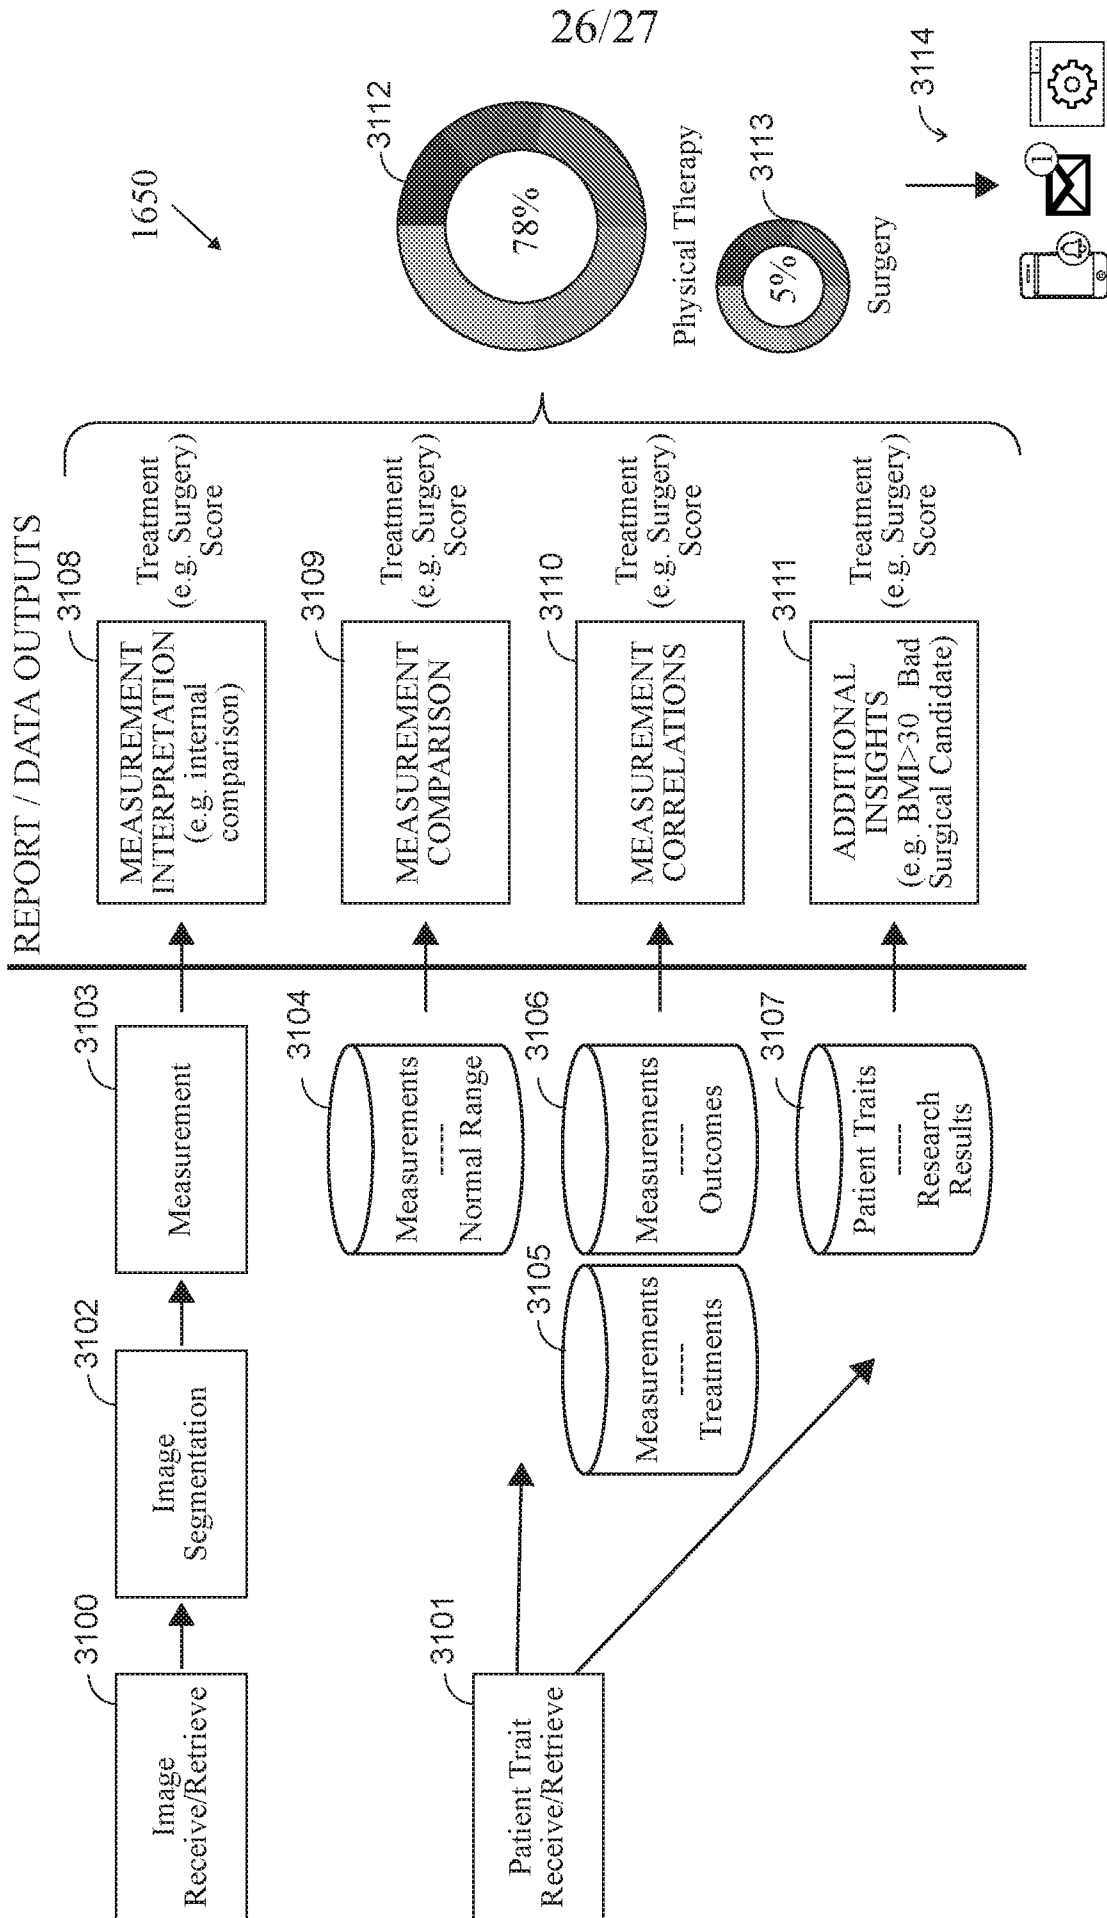 26/27
1650
REPORT / DATA OUTPUTS
3100
Image
Receive/Retrieve
3102
Image
Segmentation
3103
Measurement
3108
MEASUREMENT
INTERPRETATION
(e.g. internal
comparison)
Treatment
(e.g. Surgery)
Score
3104
Measurements
------
Normal Range
3109
MEASUREMENT
COMPARISON
Treatment
(e.g. Surgery)
Score
3101
Patient Trait
Receive/Retrieve
3105
Measurements
------
Treatments
3106
Measurements
------
Outcomes
3110
MEASUREMENT
CORRELATIONS
Treatment
(e.g. Surgery)
Score
3107
Patient Traits
------
Research
Results
3111
ADDITIONAL
INSIGHTS
(e.g. BMI>30 Bad
Surgical Candidate)
Treatment
(e.g. Surgery)
Score
3112
78%
Physical Therapy
3113
5%
Surgery
3114
1